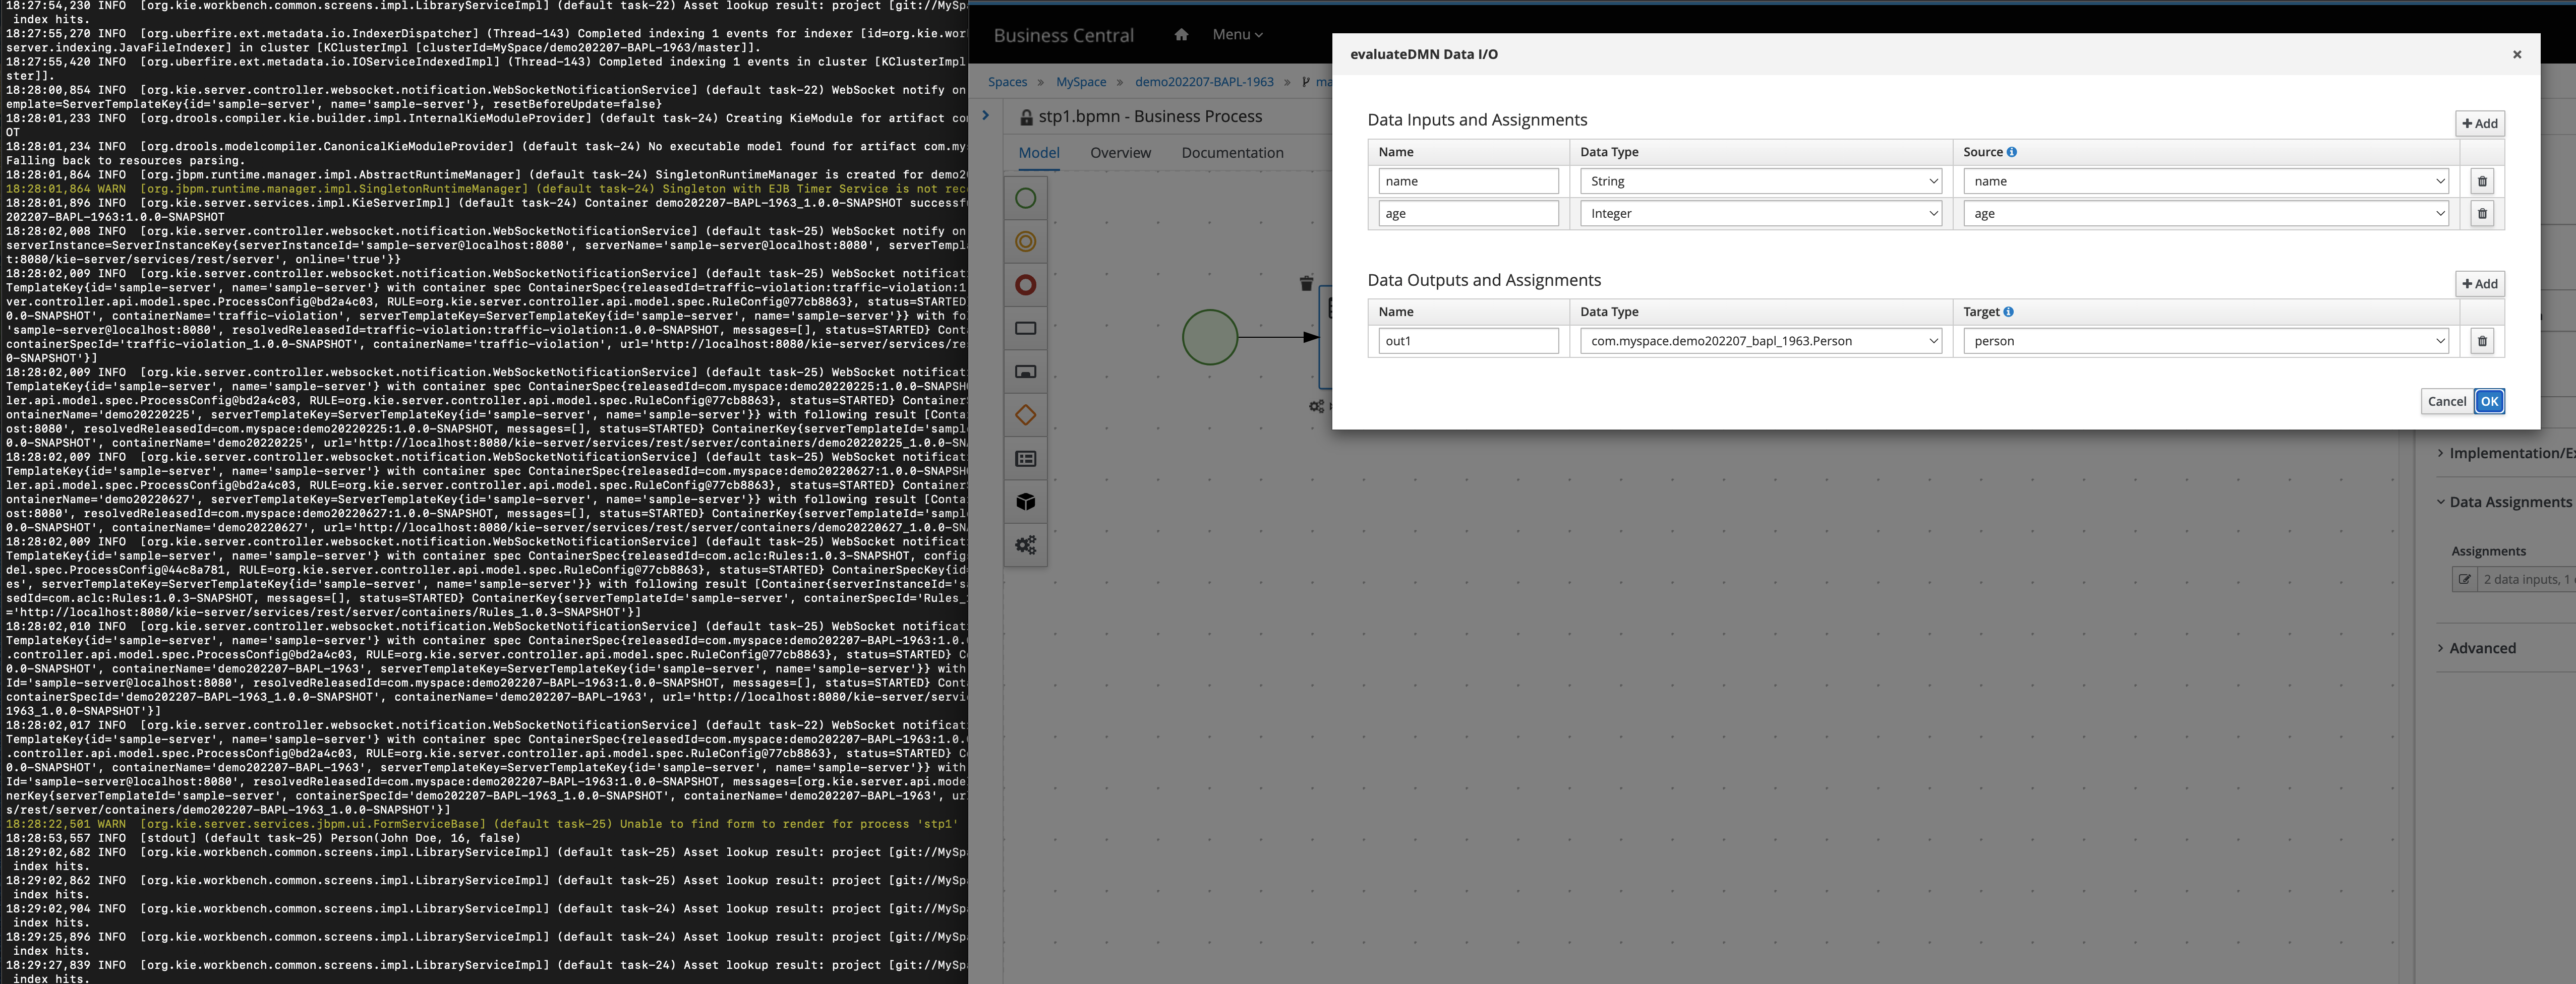 18:27:54,230 INFO  [org.kie.workbench.common.screens.impl.LibraryServiceImpl] (default task-22) Asset lookup result: project [git://MySp
 index hits.
18:27:55,270 INFO  [org.uberfire.ext.metadata.io.IndexerDispatcher] (Thread-143) Completed indexing 1 events for indexer [id=org.kie.wor
server.indexing.JavaFileIndexer] in cluster [KClusterImpl [clusterId=MySpace/demo202207-BAPL-1963/master]].
18:27:55,420 INFO  [org.uberfire.ext.metadata.io.IOServiceIndexedImpl] (Thread-143) Completed indexing 1 events in cluster [KClusterImpl
ster]].
18:28:00,854 INFO  [org.kie.server.controller.websocket.notification.WebSocketNotificationService] (default task-22) WebSocket notify on
emplate=ServerTemplateKey{id='sample-server', name='sample-server'}, resetBeforeUpdate=false}
18:28:01,233 INFO  [org.drools.compiler.kie.builder.impl.InternalKieModuleProvider] (default task-24) Creating KieModule for artifact co
OT
18:28:01,234 INFO  [org.drools.modelcompiler.CanonicalKieModuleProvider] (default task-24) No executable model found for artifact com.my
Falling back to resources parsing.
18:28:01,864 INFO  [org.jbpm.runtime.manager.impl.AbstractRuntimeManager] (default task-24) SingletonRuntimeManager is created for demo2
18:28:01,864 WARN  [org.jbpm.runtime.manager.impl.SingletonRuntimeManager] (default task-24) Singleton with EJB Timer Service is not rec
18:28:01,896 INFO  [org.kie.server.services.impl.KieServerImpl] (default task-24) Container demo202207-BAPL-1963_1.0.0-SNAPSHOT successf
202207-BAPL-1963:1.0.0-SNAPSHOT
18:28:02,008 INFO  [org.kie.server.controller.websocket.notification.WebSocketNotificationService] (default task-25) WebSocket notify on
serverInstance=ServerInstanceKey{serverInstanceId='sample-server@localhost:8080', serverName='sample-server@localhost:8080', serverTempl
t:8080/kie-server/services/rest/server', online='true'}}
18:28:02,009 INFO  [org.kie.server.controller.websocket.notification.WebSocketNotificationService] (default task-25) WebSocket notificat
TemplateKey{id='sample-server', name='sample-server'} with container spec ContainerSpec{releasedId=traffic-violation:traffic-violation:1
ver.controller.api.model.spec.ProcessConfig@bd2a4c03, RULE=org.kie.server.controller.api.model.spec.RuleConfig@77cb8863}, status=STARTED
0.0-SNAPSHOT', containerName='traffic-violation', serverTemplateKey=ServerTemplateKey{id='sample-server', name='sample-server'}} with fo
'sample-server@localhost:8080', resolvedReleasedId=traffic-violation:traffic-violation:1.0.0-SNAPSHOT, messages=[], status=STARTED} Cont
containerSpecId='traffic-violation_1.0.0-SNAPSHOT', containerName='traffic-violation', url='http://localhost:8080/kie-server/services/re
0-SNAPSHOT'}]
18:28:02,009 INFO  [org.kie.server.controller.websocket.notification.WebSocketNotificationService] (default task-25) WebSocket notificat
TemplateKey{id='sample-server', name='sample-server'} with container spec ContainerSpec{releasedId=com.myspace:demo20220225:1.0.0-SNAPSH
ler.api.model.spec.ProcessConfig@bd2a4c03, RULE=org.kie.server.controller.api.model.spec.RuleConfig@77cb8863}, status=STARTED} Container
ontainerName='demo20220225', serverTemplateKey=ServerTemplateKey{id='sample-server', name='sample-server'}} with following result [Conta
ost:8080', resolvedReleasedId=com.myspace:demo20220225:1.0.0-SNAPSHOT, messages=[], status=STARTED} ContainerKey{serverTemplateId='sampl
0.0-SNAPSHOT', containerName='demo20220225', url='http://localhost:8080/kie-server/services/rest/server/containers/demo20220225_1.0.0-SN
18:28:02,009 INFO  [org.kie.server.controller.websocket.notification.WebSocketNotificationService] (default task-25) WebSocket notificat
TemplateKey{id='sample-server', name='sample-server'} with container spec ContainerSpec{releasedId=com.myspace:demo20220627:1.0.0-SNAPSH
ler.api.model.spec.ProcessConfig@bd2a4c03, RULE=org.kie.server.controller.api.model.spec.RuleConfig@77cb8863}, status=STARTED} Container
ontainerName='demo20220627', serverTemplateKey=ServerTemplateKey{id='sample-server', name='sample-server'}} with following result [Conta
ost:8080', resolvedReleasedId=com.myspace:demo20220627:1.0.0-SNAPSHOT, messages=[], status=STARTED} ContainerKey{serverTemplateId='sampl
0.0-SNAPSHOT', containerName='demo20220627', url='http://localhost:8080/kie-server/services/rest/server/containers/demo20220627_1.0.0-SN
18:28:02,009 INFO  [org.kie.server.controller.websocket.notification.WebSocketNotificationService] (default task-25) WebSocket notificat
TemplateKey{id='sample-server', name='sample-server'} with container spec ContainerSpec{releasedId=com.aclc:Rules:1.0.3-SNAPSHOT, config
del.spec.ProcessConfig@44c8a781, RULE=org.kie.server.controller.api.model.spec.RuleConfig@77cb8863}, status=STARTED} ContainerSpecKey{id
es', serverTemplateKey=ServerTemplateKey{id='sample-server', name='sample-server'}} with following result [Container{serverInstanceId='s
sedId=com.aclc:Rules:1.0.3-SNAPSHOT, messages=[], status=STARTED} ContainerKey{serverTemplateId='sample-server', containerSpecId='Rules_
='http://localhost:8080/kie-server/services/rest/server/containers/Rules_1.0.3-SNAPSHOT'}]
18:28:02,010 INFO  [org.kie.server.controller.websocket.notification.WebSocketNotificationService] (default task-25) WebSocket notificat
TemplateKey{id='sample-server', name='sample-server'} with container spec ContainerSpec{releasedId=com.myspace:demo202207-BAPL-1963:1.0.
.controller.api.model.spec.ProcessConfig@bd2a4c03, RULE=org.kie.server.controller.api.model.spec.RuleConfig@77cb8863}, status=STARTED} C
0.0-SNAPSHOT', containerName='demo202207-BAPL-1963', serverTemplateKey=ServerTemplateKey{id='sample-server', name='sample-server'}} with
Id='sample-server@localhost:8080', resolvedReleasedId=com.myspace:demo202207-BAPL-1963:1.0.0-SNAPSHOT, messages=[], status=STARTED} Cont
containerSpecId='demo202207-BAPL-1963_1.0.0-SNAPSHOT', containerName='demo202207-BAPL-1963', url='http://localhost:8080/kie-server/servi
1963_1.0.0-SNAPSHOT'}]
18:28:02,017 INFO  [org.kie.server.controller.websocket.notification.WebSocketNotificationService] (default task-22) WebSocket notificat
TemplateKey{id='sample-server', name='sample-server'} with container spec ContainerSpec{releasedId=com.myspace:demo202207-BAPL-1963:1.0.
.controller.api.model.spec.ProcessConfig@bd2a4c03, RULE=org.kie.server.controller.api.model.spec.RuleConfig@77cb8863}, status=STARTED} C
0.0-SNAPSHOT', containerName='demo202207-BAPL-1963', serverTemplateKey=ServerTemplateKey{id='sample-server', name='sample-server'}} with
Id='sample-server@localhost:8080', resolvedReleasedId=com.myspace:demo202207-BAPL-1963:1.0.0-SNAPSHOT, messages=[org.kie.server.api.mode
nerKey{serverTemplateId='sample-server', containerSpecId='demo202207-BAPL-1963_1.0.0-SNAPSHOT', containerName='demo202207-BAPL-1963', ur
s/rest/server/containers/demo202207-BAPL-1963_1.0.0-SNAPSHOT'}]
18:28:22,501 WARN  [org.kie.server.services.jbpm.ui.FormServiceBase] (default task-25) Unable to find form to render for process 'stp1'
18:28:53,557 INFO  [stdout] (default task-25) Person(John Doe, 16, false)
18:29:02,682 INFO  [org.kie.workbench.common.screens.impl.LibraryServiceImpl] (default task-25) Asset lookup result: project [git://MySp
 index hits.
18:29:02,862 INFO  [org.kie.workbench.common.screens.impl.LibraryServiceImpl] (default task-25) Asset lookup result: project [git://MySp
 index hits.
18:29:02,904 INFO  [org.kie.workbench.common.screens.impl.LibraryServiceImpl] (default task-24) Asset lookup result: project [git://MySp
 index hits.
18:29:25,896 INFO  [org.kie.workbench.common.screens.impl.LibraryServiceImpl] (default task-24) Asset lookup result: project [git://MySp
 index hits.
18:29:27,839 INFO  [org.kie.workbench.common.screens.impl.LibraryServiceImpl] (default task-24) Asset lookup result: project [git://MySp
 index hits.
Business Central Menu
Spaces » MySpace » demo202207-BAPL-1963 » ma
stp1.bpmn - Business Process
Model Overview Documentation
evaluateDMN Data I/O ×
Data Inputs and Assignments
+ Add
Name Data Type Source
name String name
age Integer age
Data Outputs and Assignments
+ Add
Name Data Type Target
out1 com.myspace.demo202207_bapl_1963.Person person
Cancel OK
Implementation/Ex
Data Assignments
Assignments
2 data inputs, 1
Advanced